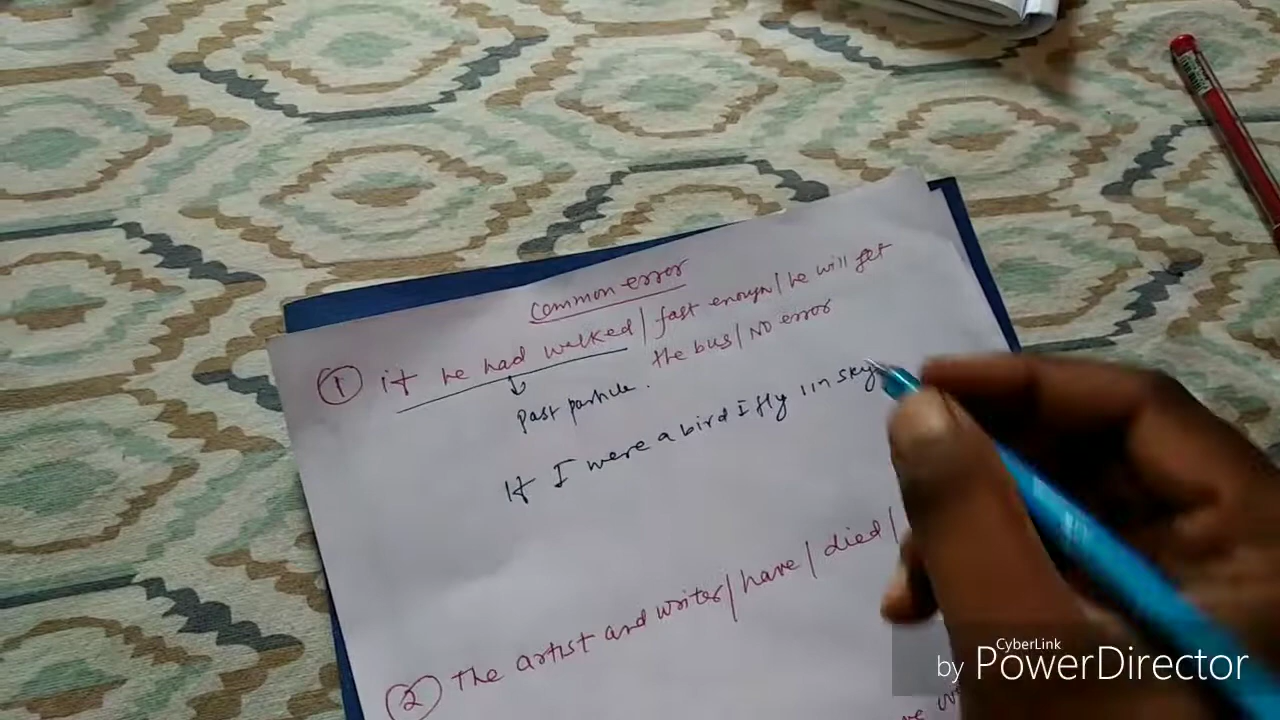 Common error
① if he had walked / fast enough / he will get
the bus / NO error
Past particle.
If I were a bird I fly in sky
② The artist and writer / have / died /
CyberLink
by PowerDirector